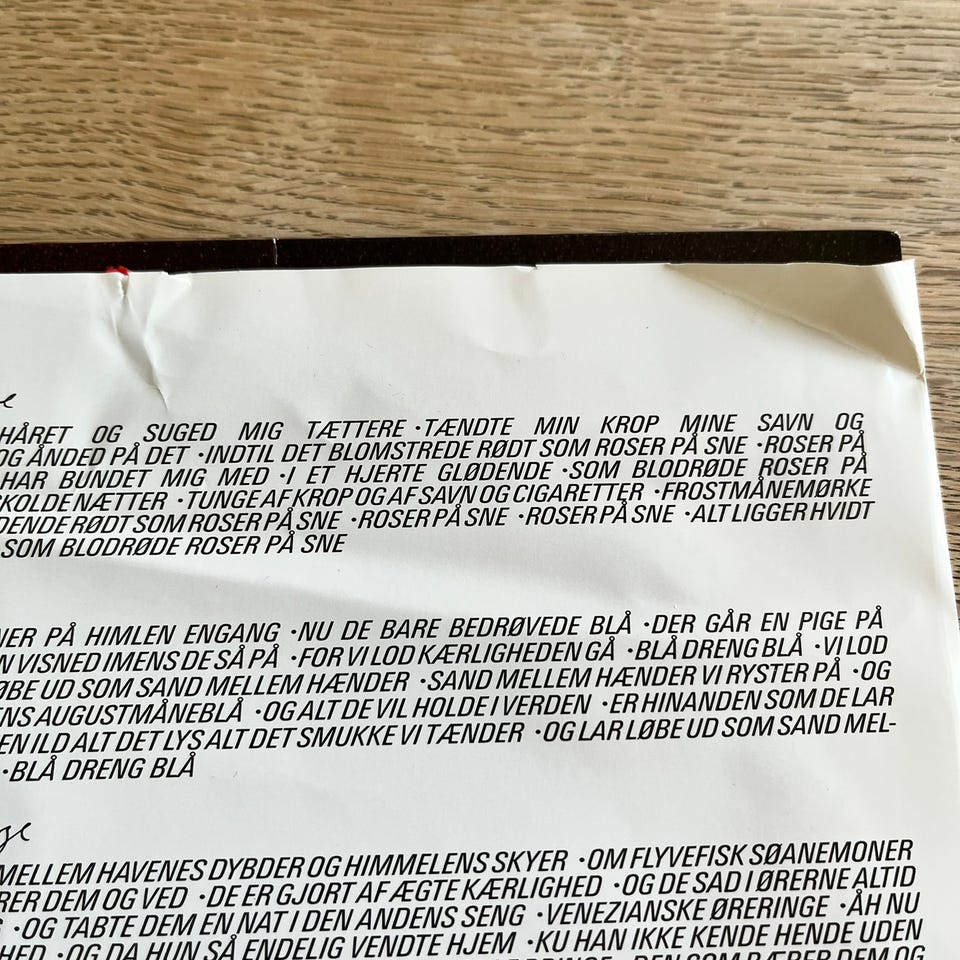 e
HÅRET OG SUGED MIG TÆTTERE ·TÆNDTE MIN KROP MINE SAVN OG
OG ÅNDED PÅ DET ·INDTIL DET BLOMSTREDE RØDT SOM ROSER PÅ SNE ·ROSER PÅ
HAR BUNDET MIG MED ·I ET HJERTE GLØDENDE ·SOM BLODRØDE ROSER PÅ
SKOLDE NÆTTER ·TUNGE AF KROP OG AF SAVN OG CIGARETTER ·FROSTMÅNEMØRKE
DENDE RØDT SOM ROSER PÅ SNE ·ROSER PÅ SNE ·ROSER PÅ SNE ·ALT LIGGER HVIDT
SOM BLODRØDE ROSER PÅ SNE
NER PÅ HIMLEN ENGANG ·NU DE BARE BEDRØVEDE BLÅ ·DER GÅR EN PIGE PÅ
N VISNED IMENS DE SÅ PÅ ·FOR VI LOD KÆRLIGHEDEN GÅ ·BLÅ DRENG BLÅ ·VI LOD
ØBE UD SOM SAND MELLEM HÆNDER ·SAND MELLEM HÆNDER VI RYSTER PÅ ·OG
ENS AUGUSTMÅNEBLÅ ·OG ALT DE VIL HOLDE I VERDEN ·ER HINANDEN SOM DE LAR
EN ILD ALT DET LYS ALT DET SMUKKE VI TÆNDER ·OG LAR LØBE UD SOM SAND MEL-
·BLÅ DRENG BLÅ
ge
MELLEM HAVENES DYBDER OG HIMMELENS SKYER ·OM FLYVEFISK SØANEMONER
RER DEM OG VED ·DE ER GJORT AF ÆGTE KÆRLIGHED ·OG DE SAD I ØRERNE ALTID
·OG TABTE DEM EN NAT I DEN ANDENS SENG ·VENEZIANSKE ØRERINGE ·ÅH NU
HED ·OG DA HUN SÅ ENDELIG VENDTE HJEM ·KU HAN IKKE KENDE HENDE UDEN
·DEN SOM BÆRER DEM OG